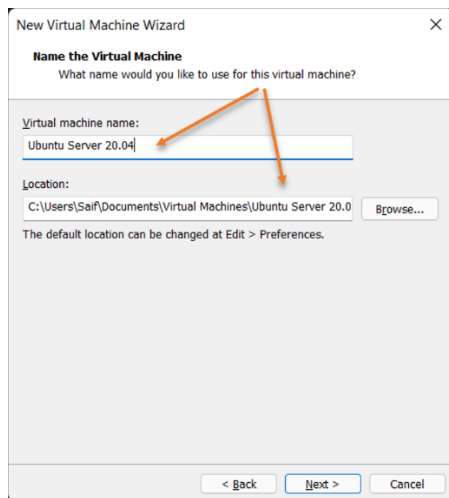 New Virtual Machine Wizard
Name the Virtual Machine
What name would you like to use for this virtual machine?
Virtual machine name:
Ubuntu Server 20.04
Location:
C:\Users\Saif\Documents\Virtual Machines\Ubuntu Server 20.0
Browse...
The default location can be changed at Edit > Preferences.
< Back Next > Cancel